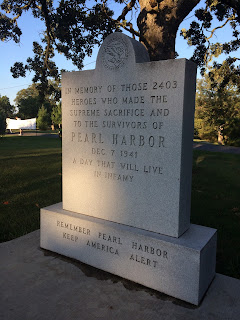 IN MEMORY OF THOSE 2403
HEROES WHO MADE THE
SUPREME SACRIFICE AND
TO THE SURVIVORS OF
PEARL HARBOR
DEC 7 1941
A DAY THAT WILL LIVE
IN INFAMY
REMEMBER PEARL HARBOR
KEEP AMERICA ALERT